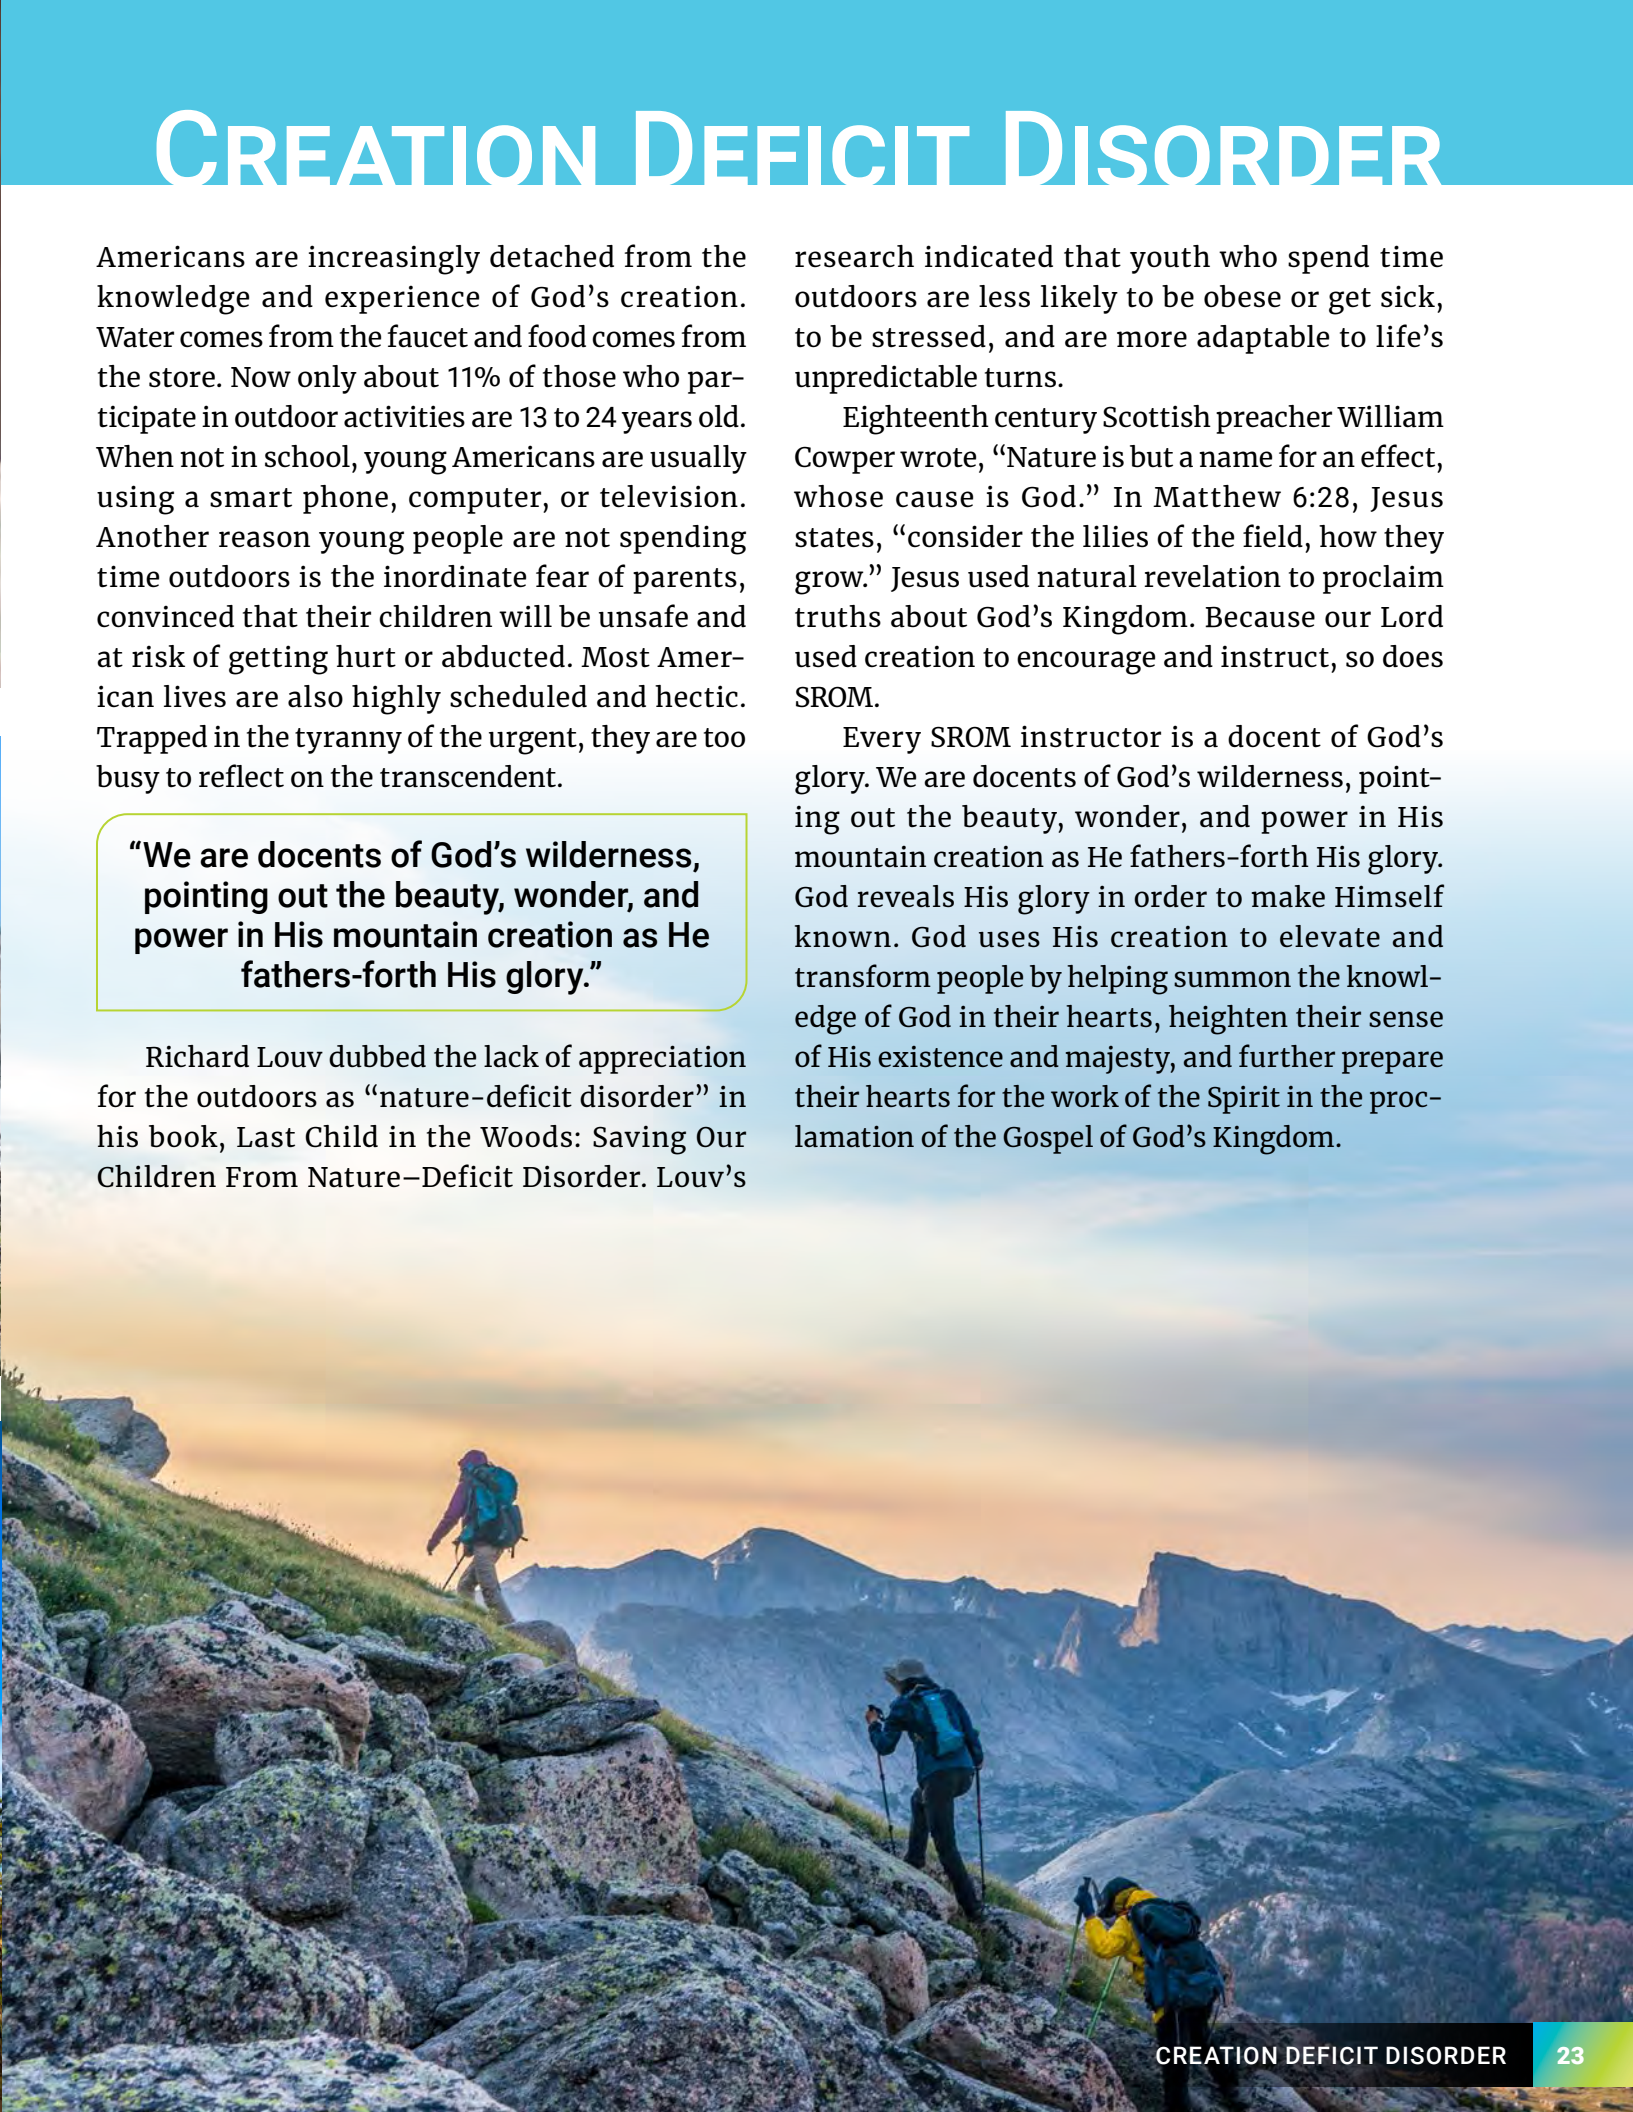 CREATION DEFICIT DISORDER
Americans are increasingly detached from the
knowledge and experience of God’s creation.
Water comes from the faucet and food comes from
the store. Now only about 11% of those who par-
ticipate in outdoor activities are 13 to 24 years old.
When not in school, young Americans are usually
using a smart phone, computer, or television.
Another reason young people are not spending
time outdoors is the inordinate fear of parents,
convinced that their children will be unsafe and
at risk of getting hurt or abducted. Most Amer-
ican lives are also highly scheduled and hectic.
Trapped in the tyranny of the urgent, they are too
busy to reflect on the transcendent.
“We are docents of God’s wilderness,
pointing out the beauty, wonder, and
power in His mountain creation as He
fathers-forth His glory.”
Richard Louv dubbed the lack of appreciation
for the outdoors as “nature-deficit disorder” in
his book, Last Child in the Woods: Saving Our
Children From Nature–Deficit Disorder. Louv’s
research indicated that youth who spend time
outdoors are less likely to be obese or get sick,
to be stressed, and are more adaptable to life’s
unpredictable turns.
Eighteenth century Scottish preacher William
Cowper wrote, “Nature is but a name for an effect,
whose cause is God.” In Matthew 6:28, Jesus
states, “consider the lilies of the field, how they
grow.” Jesus used natural revelation to proclaim
truths about God’s Kingdom. Because our Lord
used creation to encourage and instruct, so does
SROM.
Every SROM instructor is a docent of God’s
glory. We are docents of God’s wilderness, point-
ing out the beauty, wonder, and power in His
mountain creation as He fathers-forth His glory.
God reveals His glory in order to make Himself
known. God uses His creation to elevate and
transform people by helping summon the knowl-
edge of God in their hearts, heighten their sense
of His existence and majesty, and further prepare
their hearts for the work of the Spirit in the proc-
lamation of the Gospel of God’s Kingdom.
CREATION DEFICIT DISORDER 23